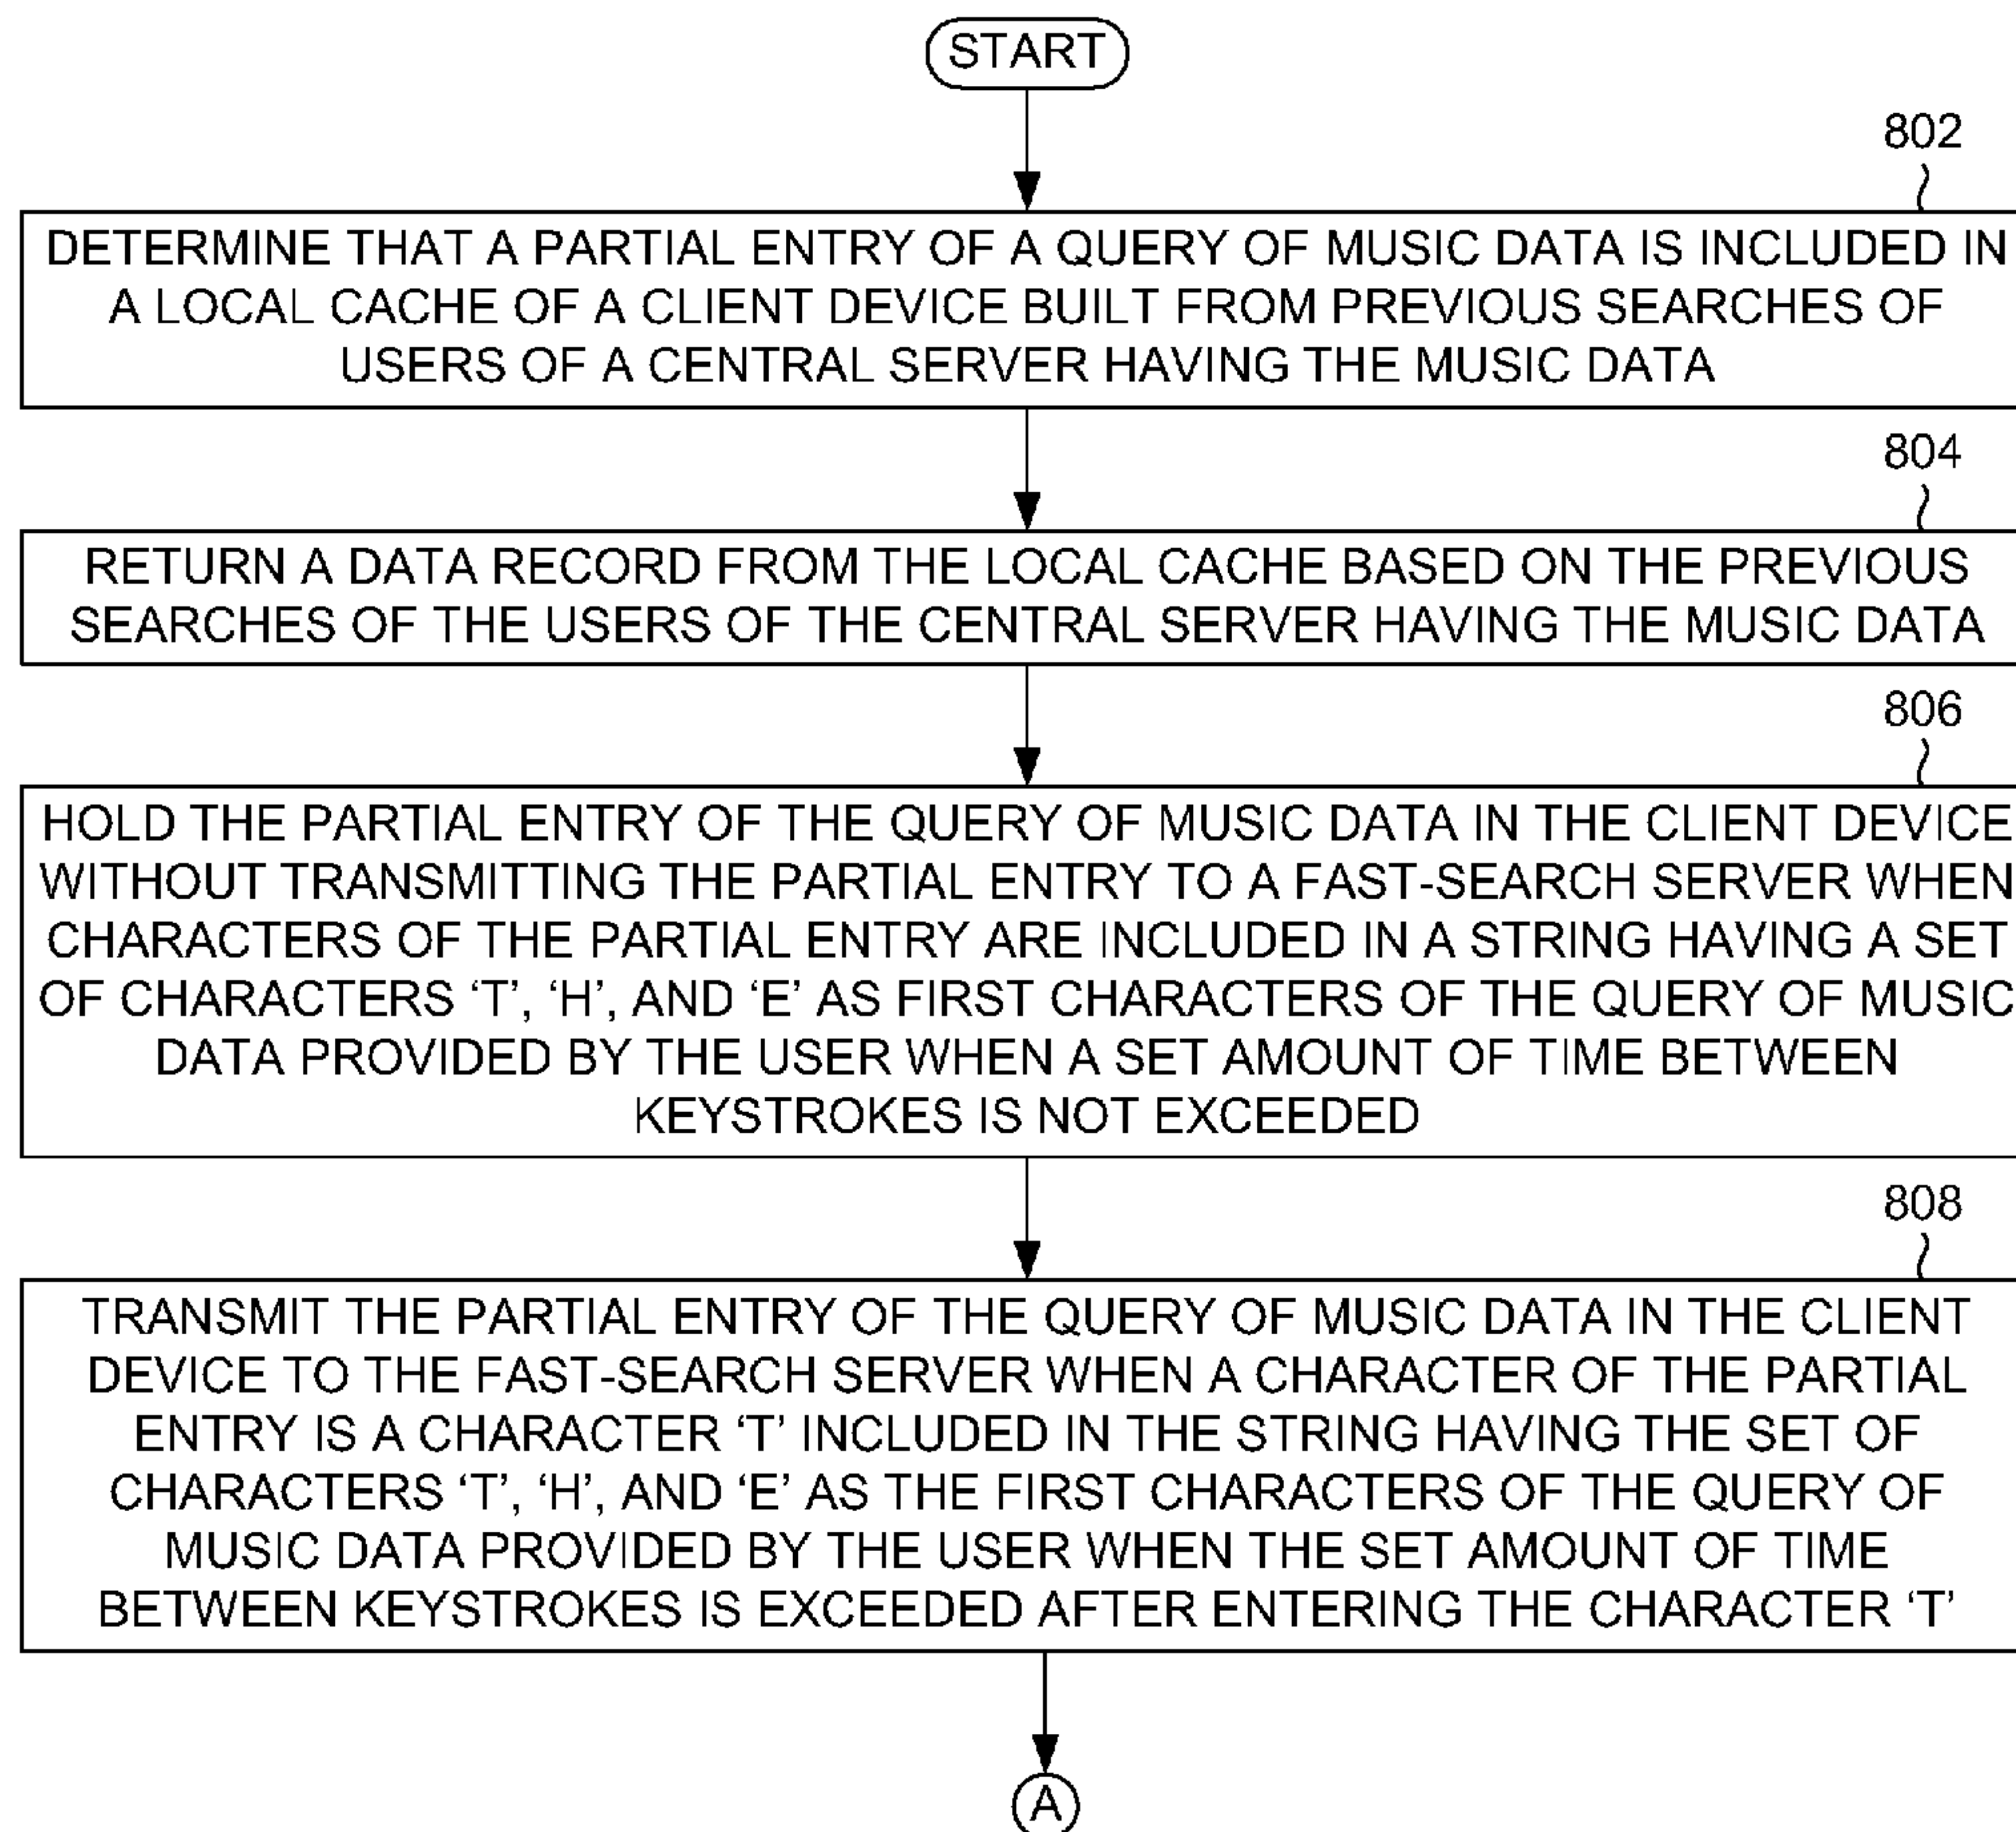 START
802
DETERMINE THAT A PARTIAL ENTRY OF A QUERY OF MUSIC DATA IS INCLUDED IN
A LOCAL CACHE OF A CLIENT DEVICE BUILT FROM PREVIOUS SEARCHES OF
USERS OF A CENTRAL SERVER HAVING THE MUSIC DATA
804
RETURN A DATA RECORD FROM THE LOCAL CACHE BASED ON THE PREVIOUS
SEARCHES OF THE USERS OF THE CENTRAL SERVER HAVING THE MUSIC DATA
806
HOLD THE PARTIAL ENTRY OF THE QUERY OF MUSIC DATA IN THE CLIENT DEVICE
WITHOUT TRANSMITTING THE PARTIAL ENTRY TO A FAST-SEARCH SERVER WHEN
CHARACTERS OF THE PARTIAL ENTRY ARE INCLUDED IN A STRING HAVING A SET
OF CHARACTERS ‘T’, ‘H’, AND ‘E’ AS FIRST CHARACTERS OF THE QUERY OF MUSIC
DATA PROVIDED BY THE USER WHEN A SET AMOUNT OF TIME BETWEEN
KEYSTROKES IS NOT EXCEEDED
808
TRANSMIT THE PARTIAL ENTRY OF THE QUERY OF MUSIC DATA IN THE CLIENT
DEVICE TO THE FAST-SEARCH SERVER WHEN A CHARACTER OF THE PARTIAL
ENTRY IS A CHARACTER ‘T’ INCLUDED IN THE STRING HAVING THE SET OF
CHARACTERS ‘T’, ‘H’, AND ‘E’ AS THE FIRST CHARACTERS OF THE QUERY OF
MUSIC DATA PROVIDED BY THE USER WHEN THE SET AMOUNT OF TIME
BETWEEN KEYSTROKES IS EXCEEDED AFTER ENTERING THE CHARACTER ‘T’
A